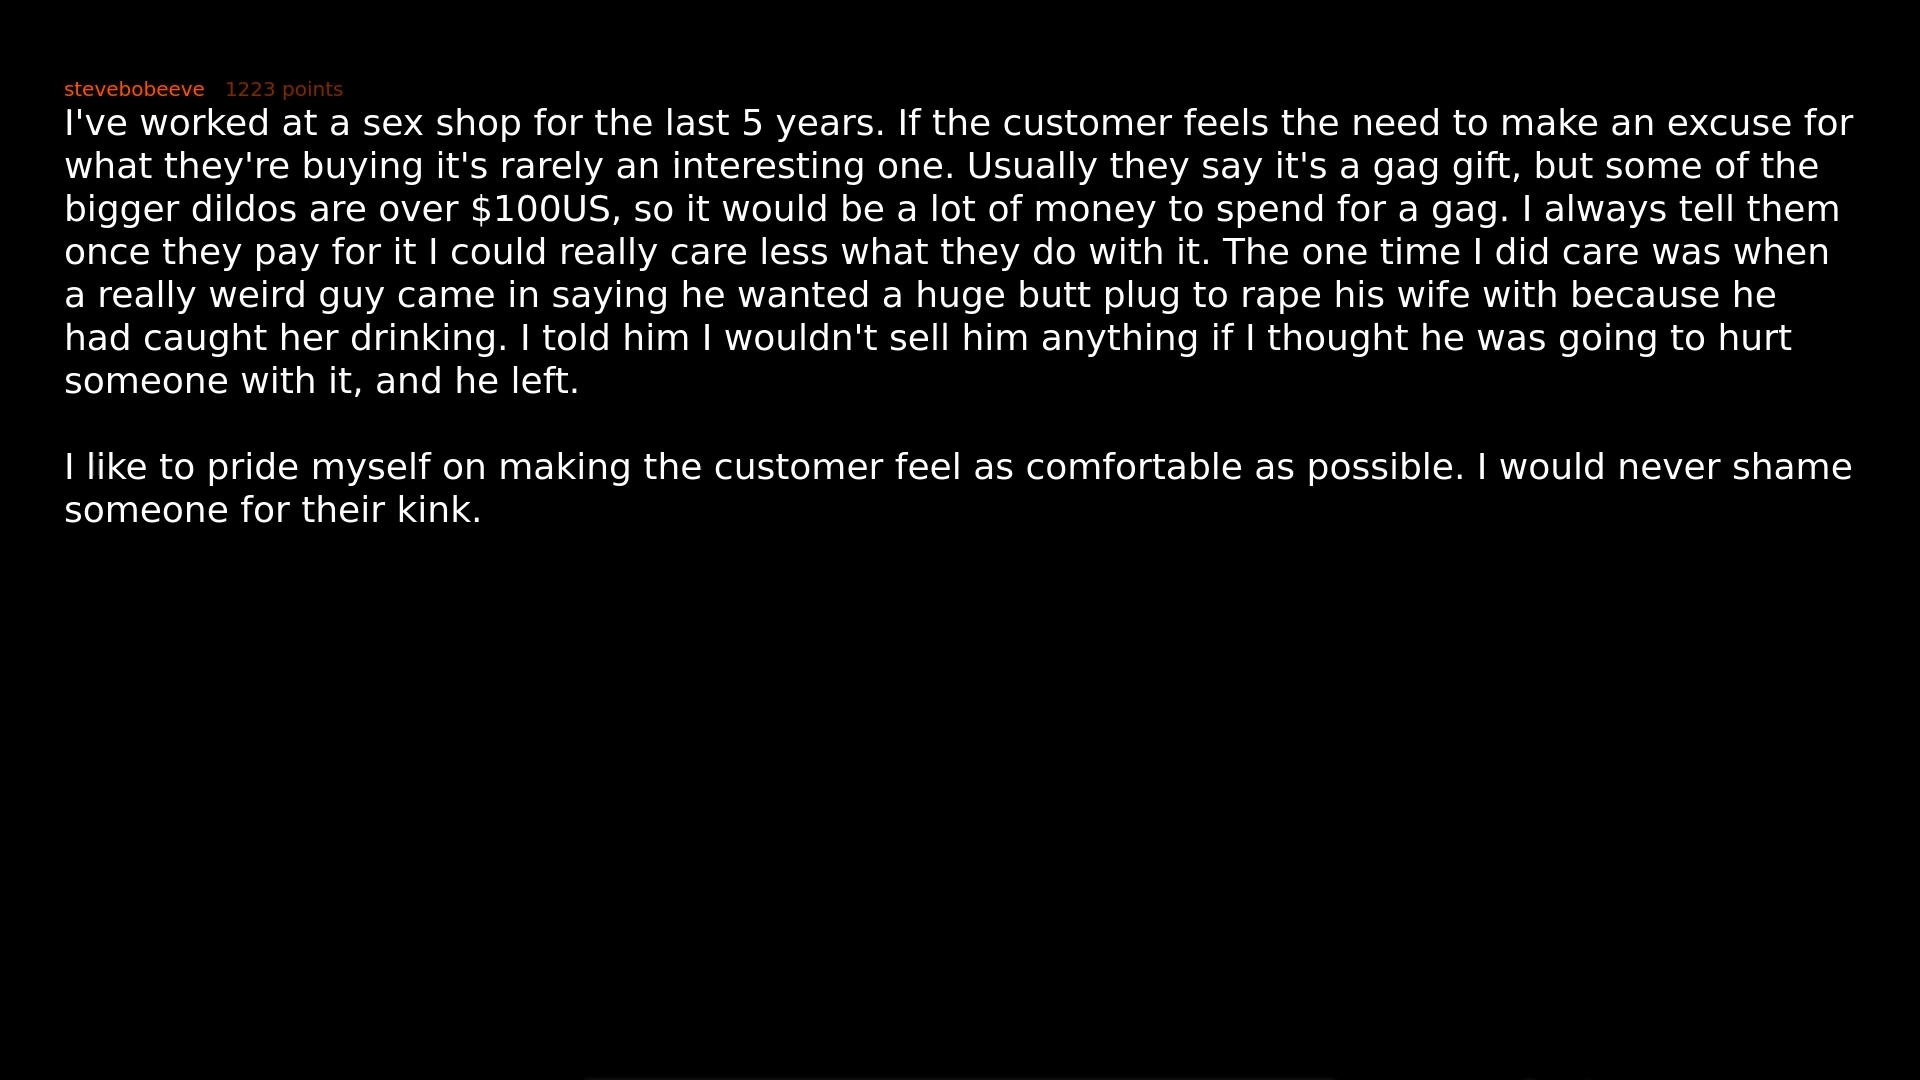 stevebobeeve 1223 points
I've worked at a sex shop for the last 5 years. If the customer feels the need to make an excuse for
what they're buying it's rarely an interesting one. Usually they say it's a gag gift, but some of the
bigger dildos are over $100US, so it would be a lot of money to spend for a gag. I always tell them
once they pay for it I could really care less what they do with it. The one time I did care was when
a really weird guy came in saying he wanted a huge butt plug to rape his wife with because he
had caught her drinking. I told him I wouldn't sell him anything if I thought he was going to hurt
someone with it, and he left.
I like to pride myself on making the customer feel as comfortable as possible. I would never shame
someone for their kink.